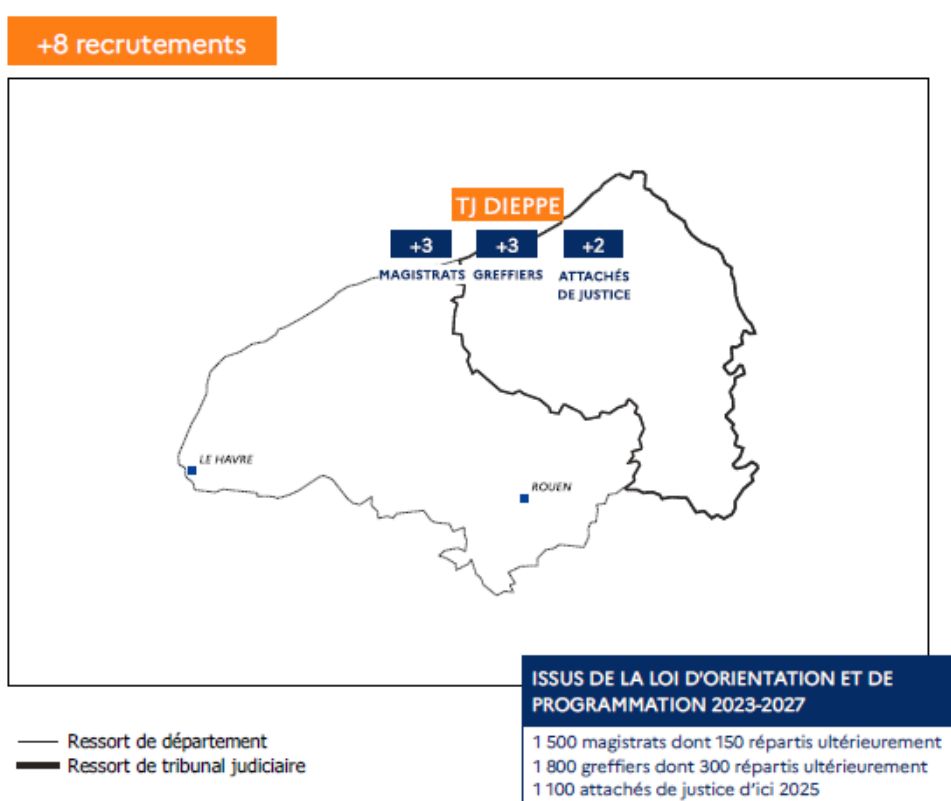 +8 recrutements
TJ DIEPPE
+3
MAGISTRATS
+3
GREFFIERS
+2
ATTACHÉS
DE JUSTICE
LE HAVRE
ROUEN
ISSUS DE LA LOI D'ORIENTATION ET DE
PROGRAMMATION 2023-2027
1 500 magistrats dont 150 répartis ultérieurement
1 800 greffiers dont 300 répartis ultérieurement
1 100 attachés de justice d'ici 2025
Ressort de département
Ressort de tribunal judiciaire